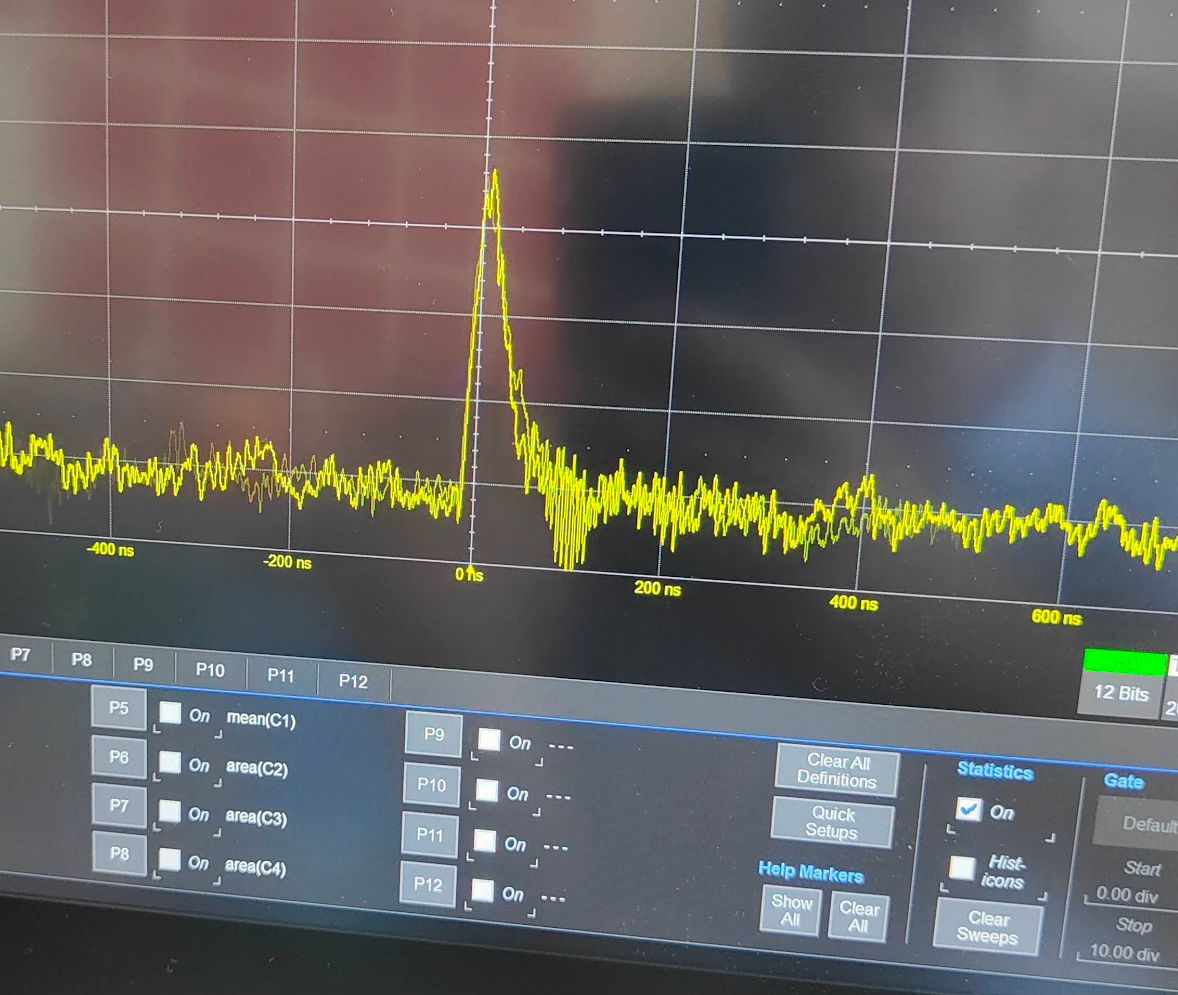 -400 ns
-200 ns
0 ns
200 ns
400 ns
600 ns
P7 P8 P9 P10 P11 P12
12 Bits
P5 On mean(C1)
P6 On area(C2)
P7 On area(C3)
P8 On area(C4)
P9 On ---
P10 On ---
P11 On ---
P12 On ---
Clear All
Definitions
Quick
Setups
Help Markers
Show
All
Clear
All
Statistics
On
Hist-
icons
Clear
Sweeps
Gate
Default
Start
0.00 div
Stop
10.00 div